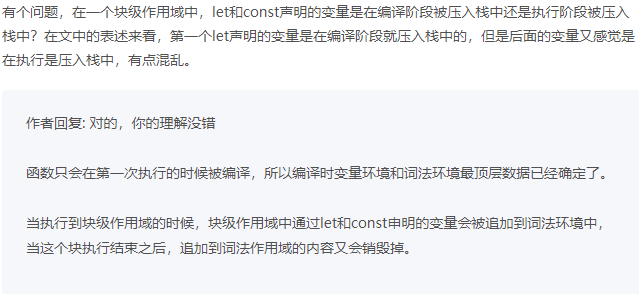 有个问题，在一个块级作用域中，let和const声明的变量是在编译阶段被压入栈中还是执行阶段被压入
栈中？在文中的表述来看，第一个let声明的变量是在编译阶段就压入栈中的，但是后面的变量又感觉是
在执行是压入栈中，有点混乱。
作者回复: 对的，你的理解没错
函数只会在第一次执行的时候被编译，所以编译时变量环境和词法环境最顶层数据已经确定了。
当执行到块级作用域的时候，块级作用域中通过let和const申明的变量会被追加到词法环境中，
当这个块执行结束之后，追加到词法作用域的内容又会销毁掉。